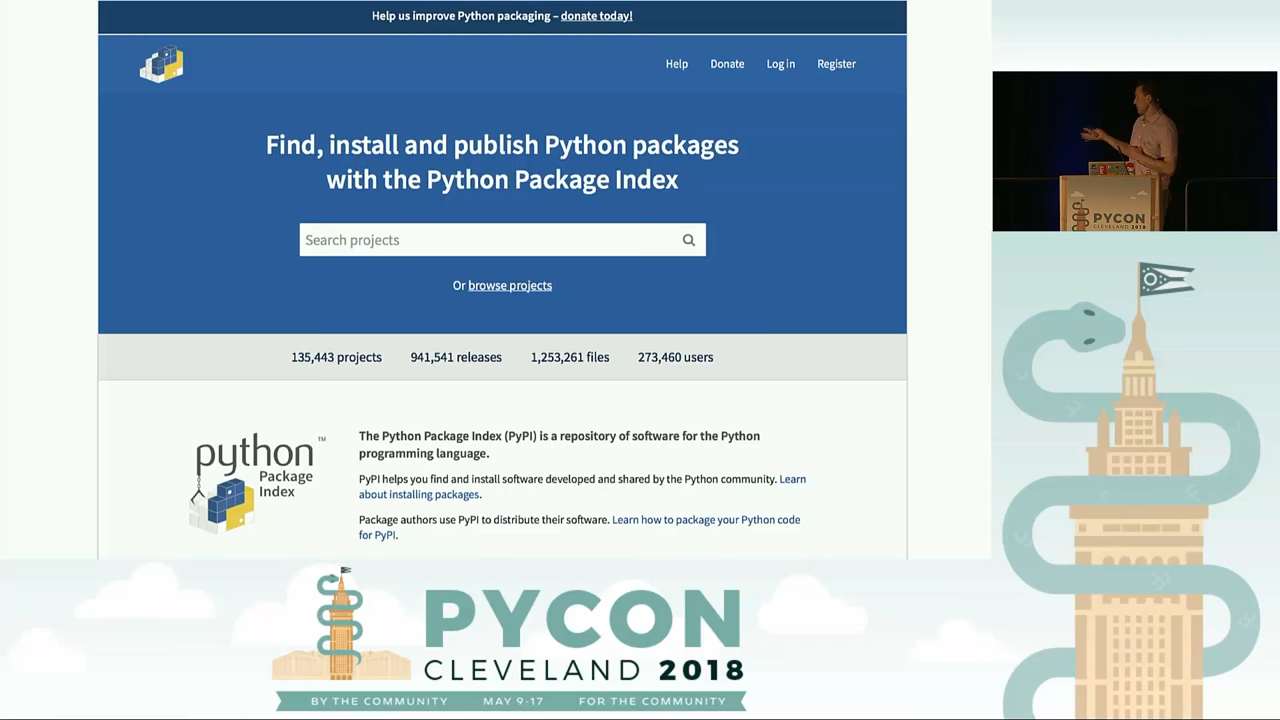 Help us improve Python packaging – donate today!
Help Donate Log in Register
Find, install and publish Python packages
with the Python Package Index
Search projects
Or browse projects
135,443 projects 941,541 releases 1,253,261 files 273,460 users
python™
Package
Index
The Python Package Index (PyPI) is a repository of software for the Python
programming language.
PyPI helps you find and install software developed and shared by the Python community. Learn
about installing packages.
Package authors use PyPI to distribute their software. Learn how to package your Python code
for PyPI.
PYCON
CLEVELAND 2018
PYCON
CLEVELAND 2018
BY THE COMMUNITY MAY 9-17 FOR THE COMMUNITY